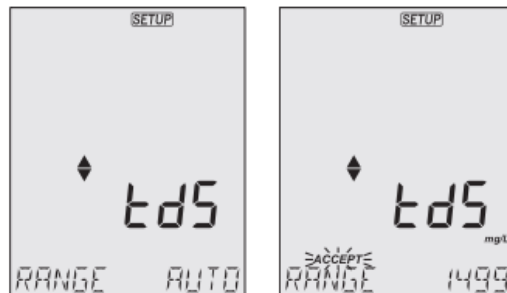 SETUP
tdS
RANGE AUTO
SETUP
tdS
mg/L
ACCEPT
RANGE 1499